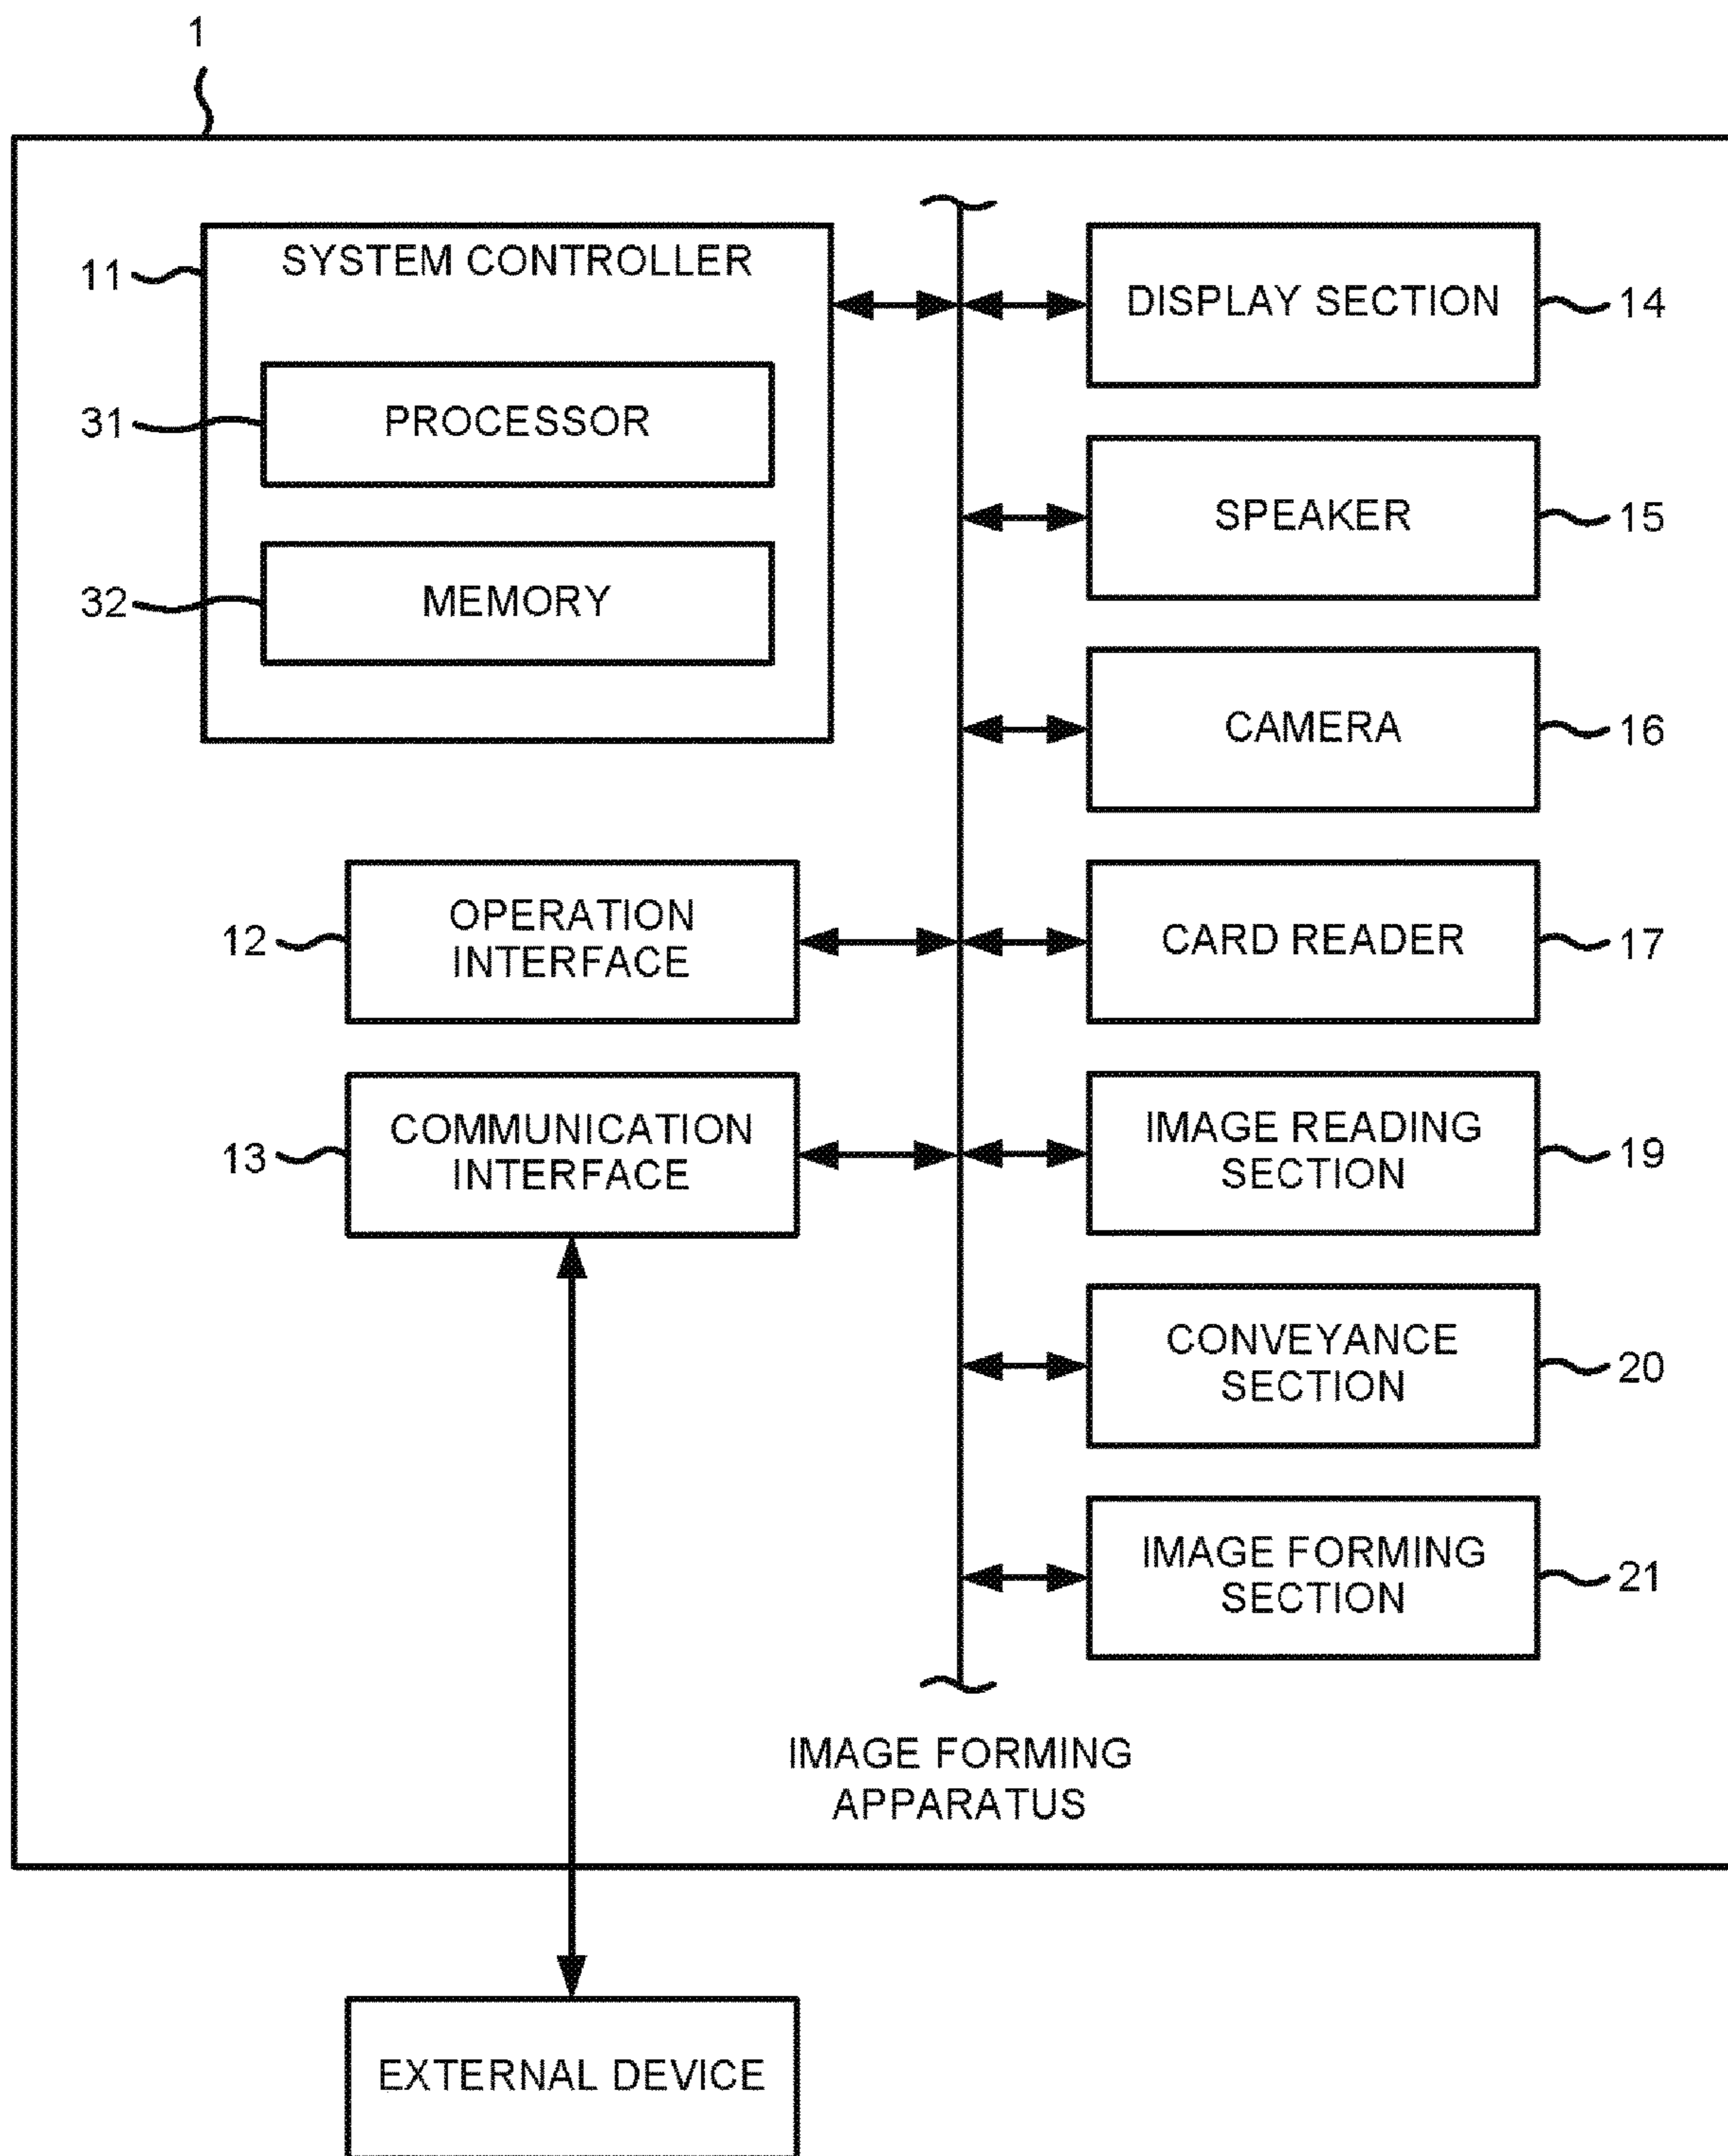 1
SYSTEM CONTROLLER
11
PROCESSOR
31
MEMORY
32
OPERATION
INTERFACE
12
COMMUNICATION
INTERFACE
13
DISPLAY SECTION
14
SPEAKER
15
CAMERA
16
CARD READER
17
IMAGE READING
SECTION
19
CONVEYANCE
SECTION
20
IMAGE FORMING
SECTION
21
IMAGE FORMING
APPARATUS
EXTERNAL DEVICE